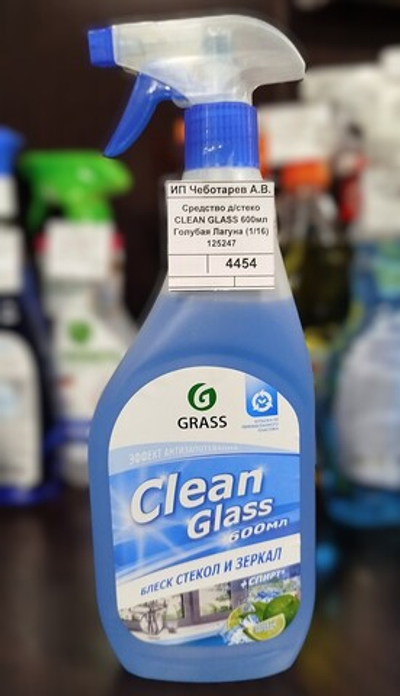 ИП Чеботарев А.В.
Средство д/стеко
CLEAN GLASS 600мл
Голубая Лагуна (1/16)
125247
4454
GRASS
ЭФФЕКТ АНТИЗАПОТЕВАНИЯ
Clean
Glass
600мл
БЛЕСК СТЕКОЛ И ЗЕРКАЛ
+СПИРТ